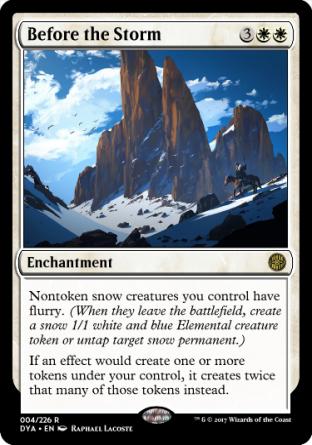 Before the Storm 3
Enchantment
Nontoken snow creatures you control have
flurry. (When they leave the battlefield, create
a snow 1/1 white and blue Elemental creature
token or untap target snow permanent.)
If an effect would create one or more
tokens under your control, it creates twice
that many of those tokens instead.
004/226 R
DYA • EN RAPHAEL LACOSTE
™ & © 2017 Wizards of the Coast